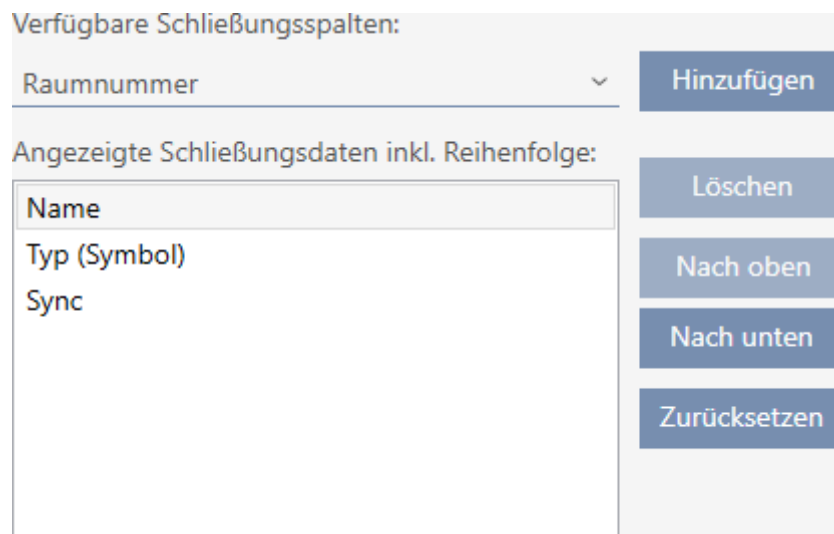 Verfügbare Schließungsspalten:
Raumnummer
Hinzufügen
Angezeigte Schließungsdaten inkl. Reihenfolge:
Löschen
Name
Typ (Symbol)
Nach oben
Sync
Nach unten
Zurücksetzen